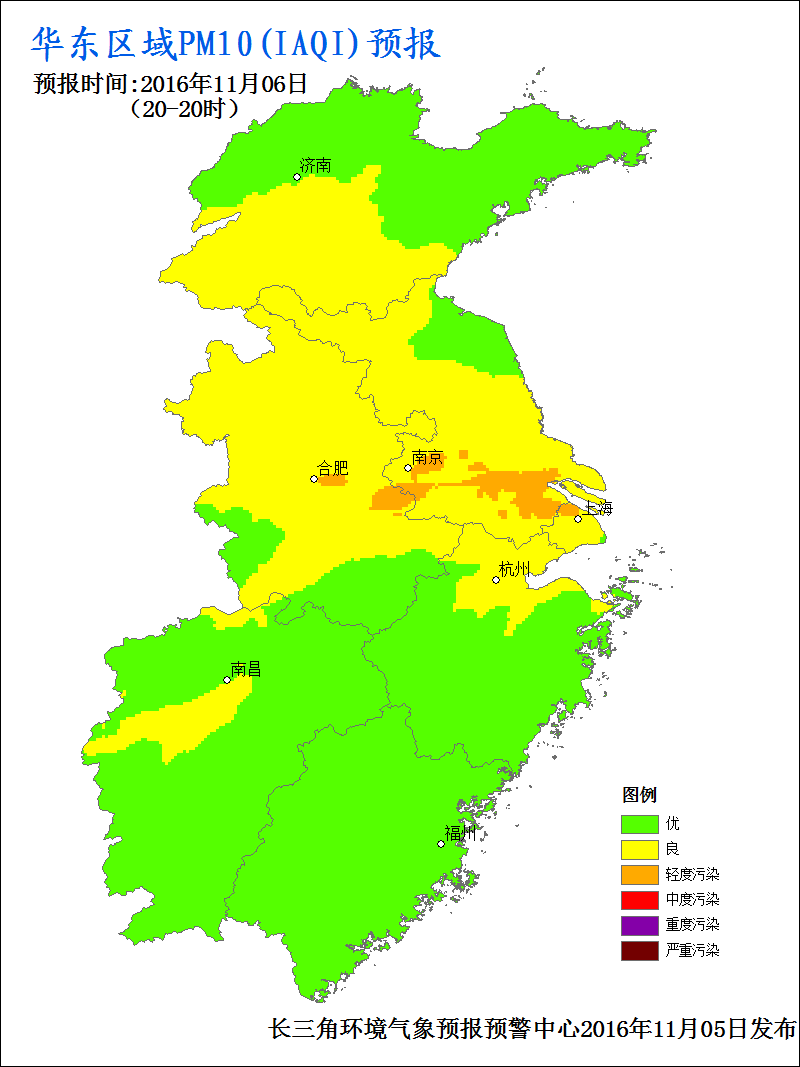 华东区域PM10(IAQI)预报
预报时间:2016年11月06日
（20-20时）
济南
南京
合肥
上海
杭州
南昌
福州
图例
优
良
轻度污染
中度污染
重度污染
严重污染
长三角环境气象预报预警中心2016年11月05日发布